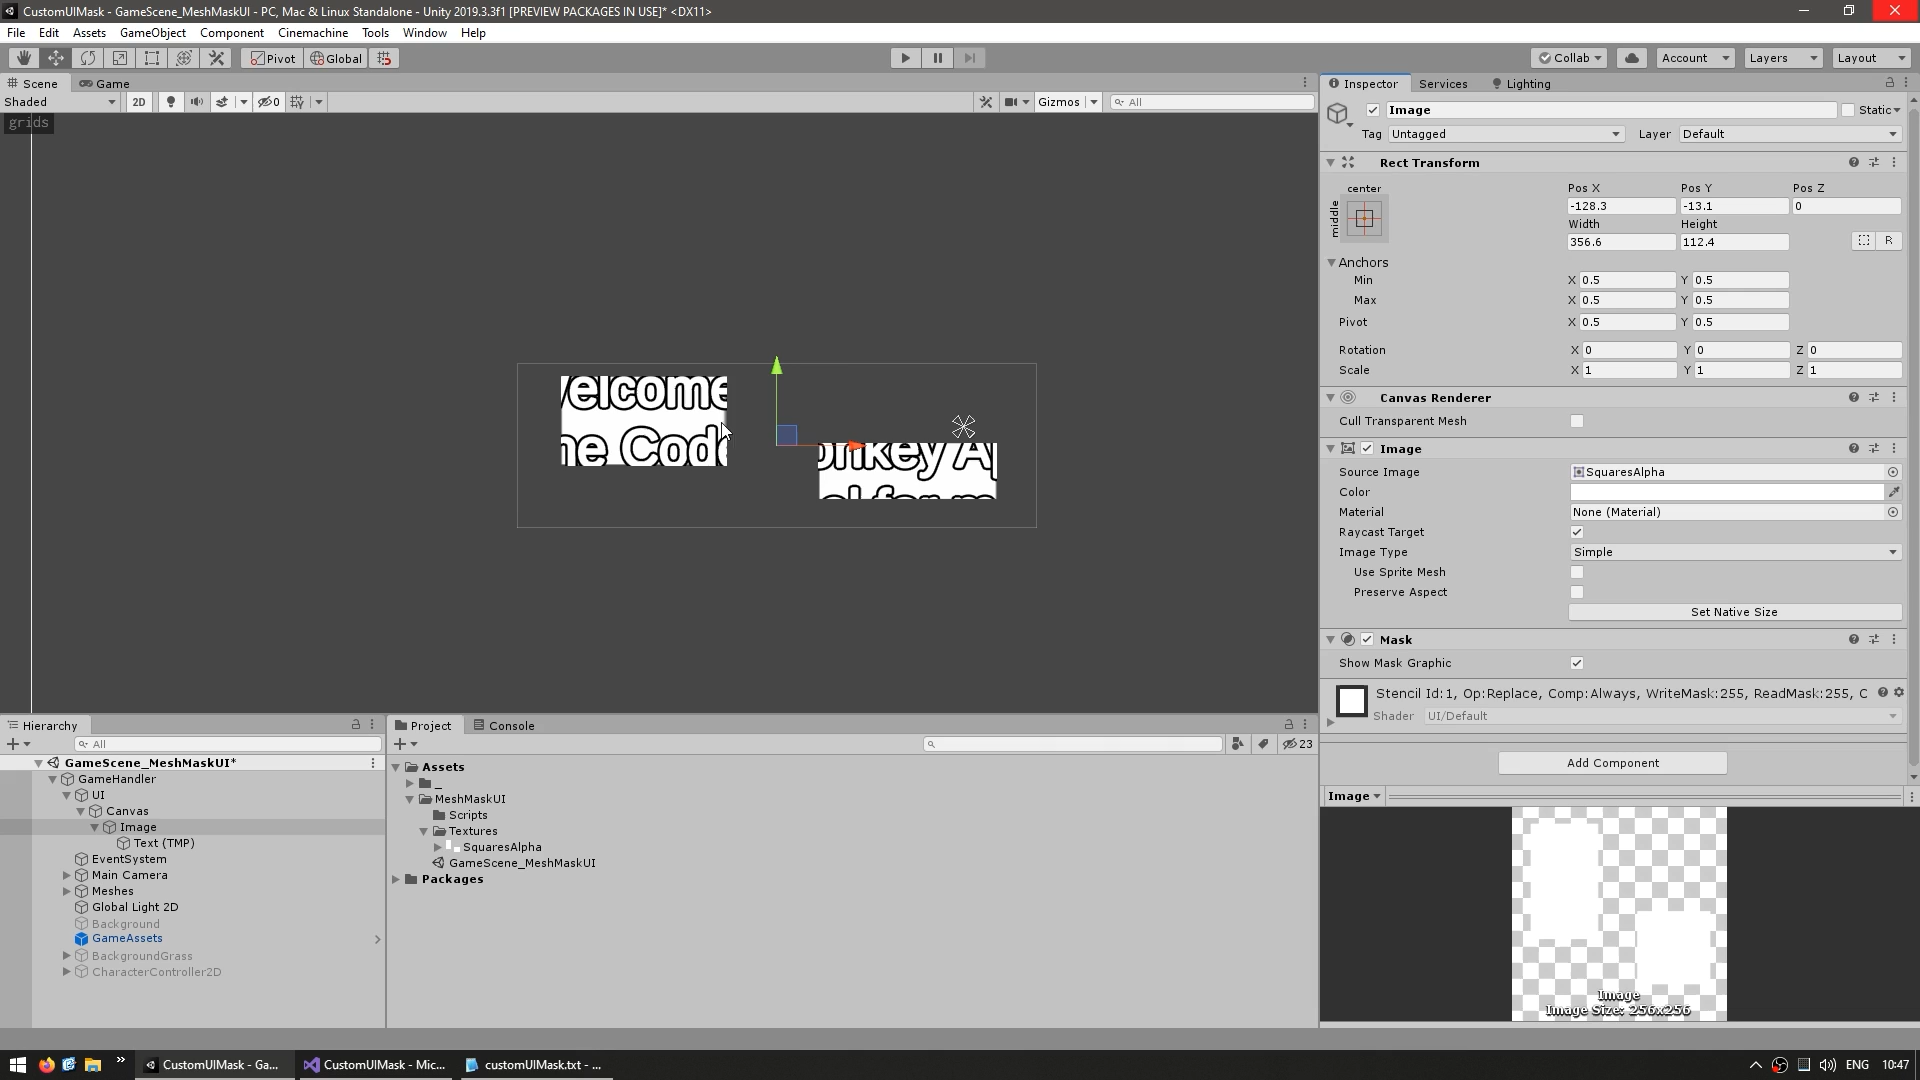 CustomUIMask - GameScene_MeshMaskUI - PC, Mac & Linux Standalone - Unity 2019.3.3f1 [PREVIEW PACKAGES IN USE]* <DX11>
File Edit Assets GameObject Component Cinemachine Tools Window Help
Pivot Global
Collab Account Layers Layout
Scene Game
Shaded 2D 0 Gizmos All
grids
elcome
ne Code
onkey A
Inspector Services Lighting
Image Static
Tag Untagged Layer Default
Rect Transform
center
middle
Pos X Pos Y Pos Z
-128.3 -13.1 0
Width Height
356.6 112.4
R
Anchors
Min X 0.5 Y 0.5
Max X 0.5 Y 0.5
Pivot X 0.5 Y 0.5
Rotation X 0 Y 0 Z 0
Scale X 1 Y 1 Z 1
Canvas Renderer
Cull Transparent Mesh
Image
Source Image SquaresAlpha
Color
Material None (Material)
Raycast Target
Image Type Simple
Use Sprite Mesh
Preserve Aspect
Set Native Size
Mask
Show Mask Graphic
Stencil Id:1, Op:Replace, Comp:Always, WriteMask:255, ReadMask:255, C
Shader UI/Default
Add Component
Image
Image
Image Size: 256x256
Hierarchy
All
GameScene_MeshMaskUI*
GameHandler
UI
Canvas
Image
Text (TMP)
EventSystem
Main Camera
Meshes
Global Light 2D
Background
GameAssets
BackgroundGrass
CharacterController2D
Project Console
23
Assets
_
MeshMaskUI
Scripts
Textures
SquaresAlpha
GameScene_MeshMaskUI
Packages
CustomUIMask - Ga... CustomUIMask - Mic... customUIMask.txt - ...
ENG 10:47